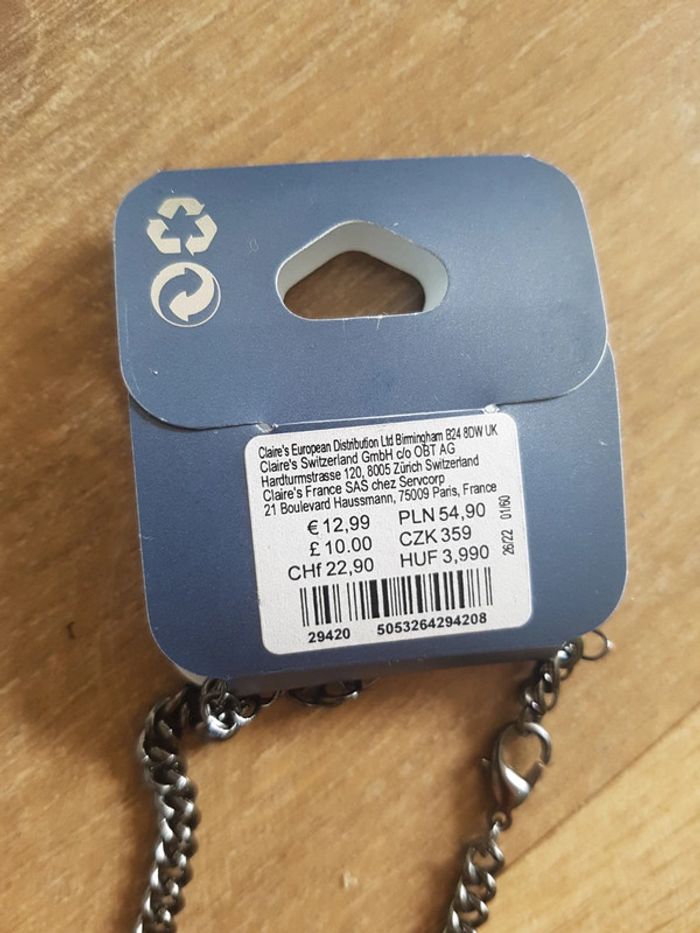 Claire's European Distribution Ltd Birmingham B24 8DW UK
Claire's Switzerland GmbH c/o OBT AG
Hardturmstrasse 120, 8005 Zürich Switzerland
Claire's France SAS chez Servcorp
21 Boulevard Haussmann, 75009 Paris, France
€ 12,99 PLN 54,90
£ 10.00 CZK 359
CHf 22,90 HUF 3,990
26/22 01/60
29420 5053264294208